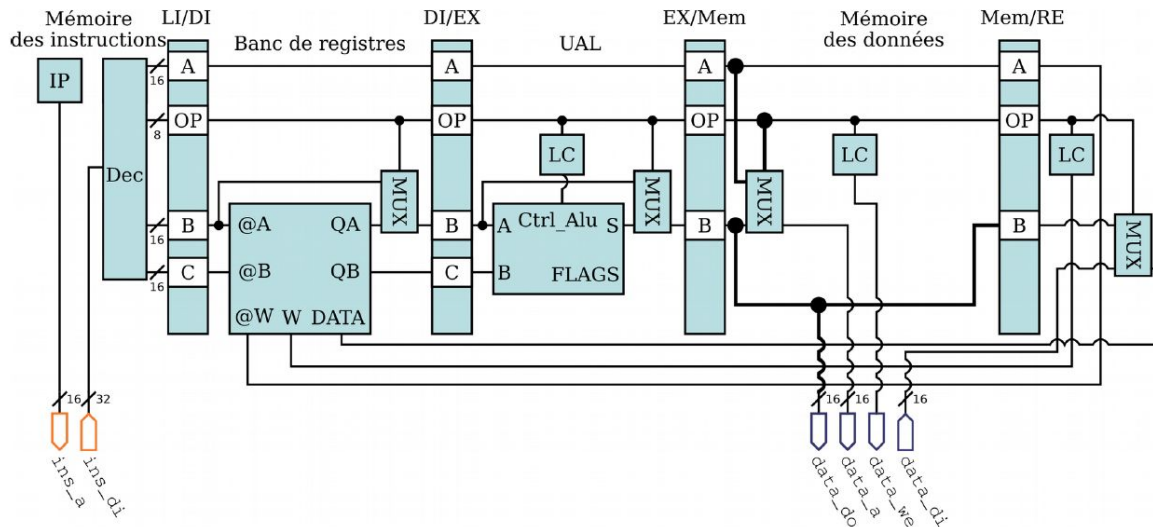 Mémoire
des instructions
LI/DI
Banc de registres
DI/EX
UAL
EX/Mem
Mémoire
des données
Mem/RE
IP
A
A
A
A
16
OP
OP
OP
OP
8
LC
LC
LC
Dec
MUX
MUX
MUX
MUX
B
@A
QA
B
A
Ctrl_Alu
S
B
B
16
C
@B
QB
C
B
FLAGS
16
@W
W
DATA
16
32
16
16
16
ins_a
ins_di
data_do
data_a
data_we
data_di